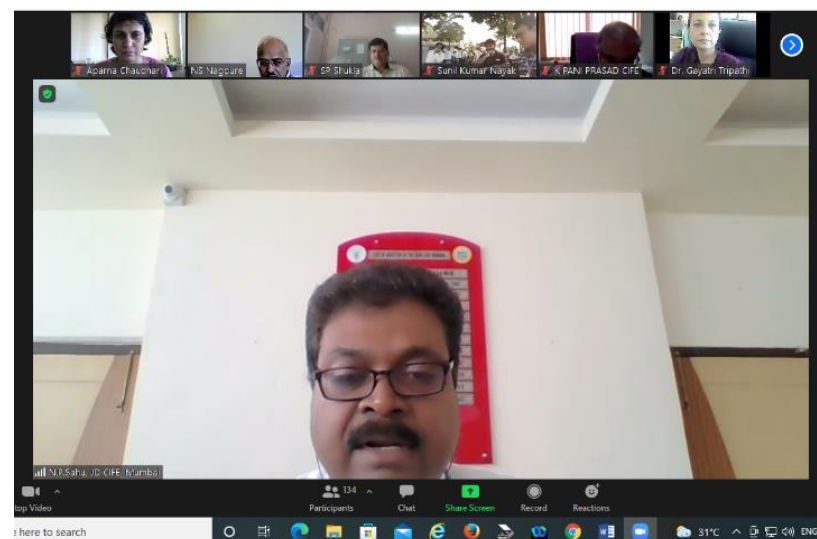 Aparna Chaudhari
NS Nagpure
SP Shukla
Sunil Kumar Nayak
K PANI PRASAD CIFE
Dr. Gayatri Tripathi
N.P.Sahu, JD CIFE, Mumbai
134
top Video
Participants
Chat
Share Screen
Record
Reactions
e here to search
31°C
ENG